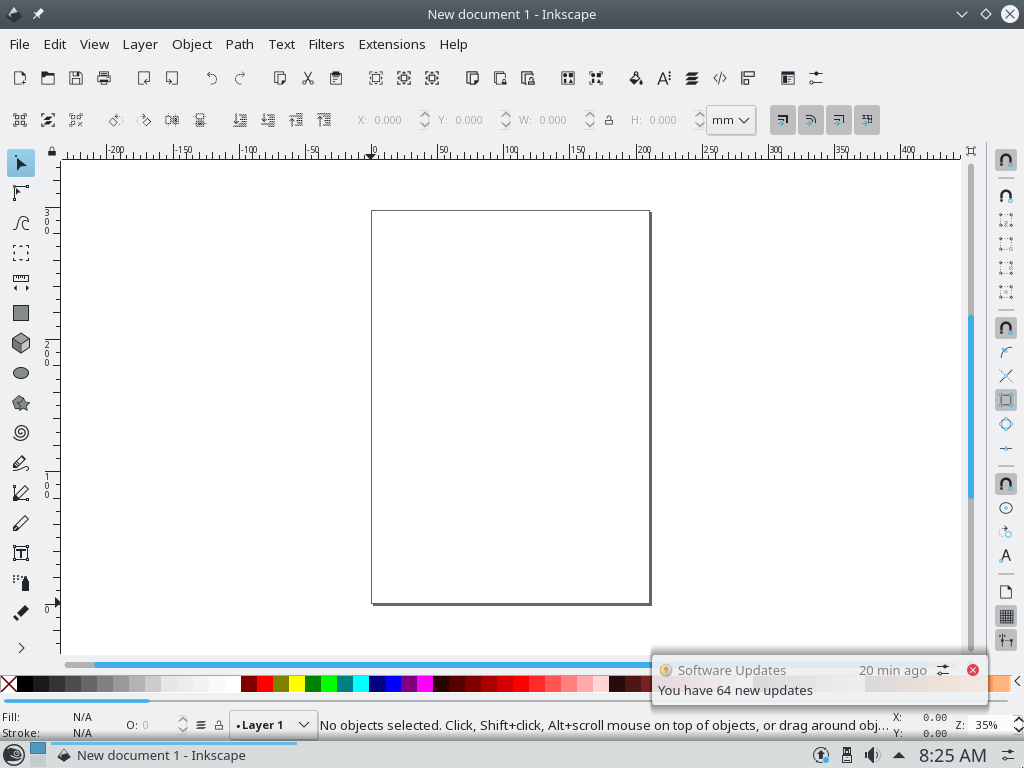 New document 1 - Inkscape
File Edit View Layer Object Path Text Filters Extensions Help
X: 0.000 Y: 0.000 W: 0.000 H: 0.000 mm
-200 -150 -100 -50 0 50 100 150 200 250 300 350 400
300
200
100
0
Software Updates 20 min ago
You have 64 new updates
Fill: N/A
Stroke: N/A
O: 0
•Layer 1
No objects selected. Click, Shift+click, Alt+scroll mouse on top of objects, or drag around obj...
X: 0.00
Y: 0.00
Z: 35%
New document 1 - Inkscape
8:25 AM